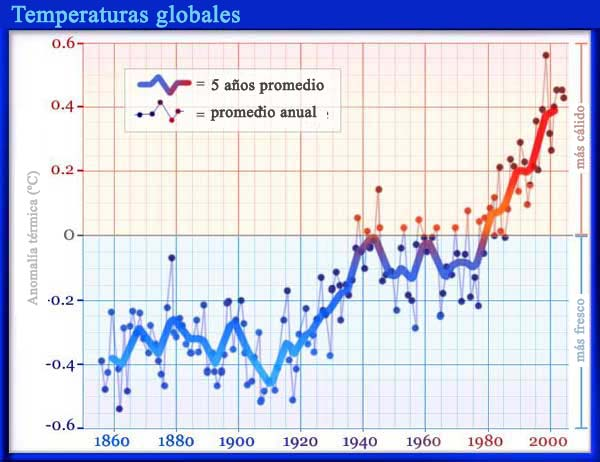 Temperaturas globales
= 5 años promedio
= promedio anual
Anomalía térmica (°C)
0.6
0.4
0.2
0
-0.2
-0.4
-0.6
más cálido
más fresco
1860 1880 1900 1920 1940 1960 1980 2000